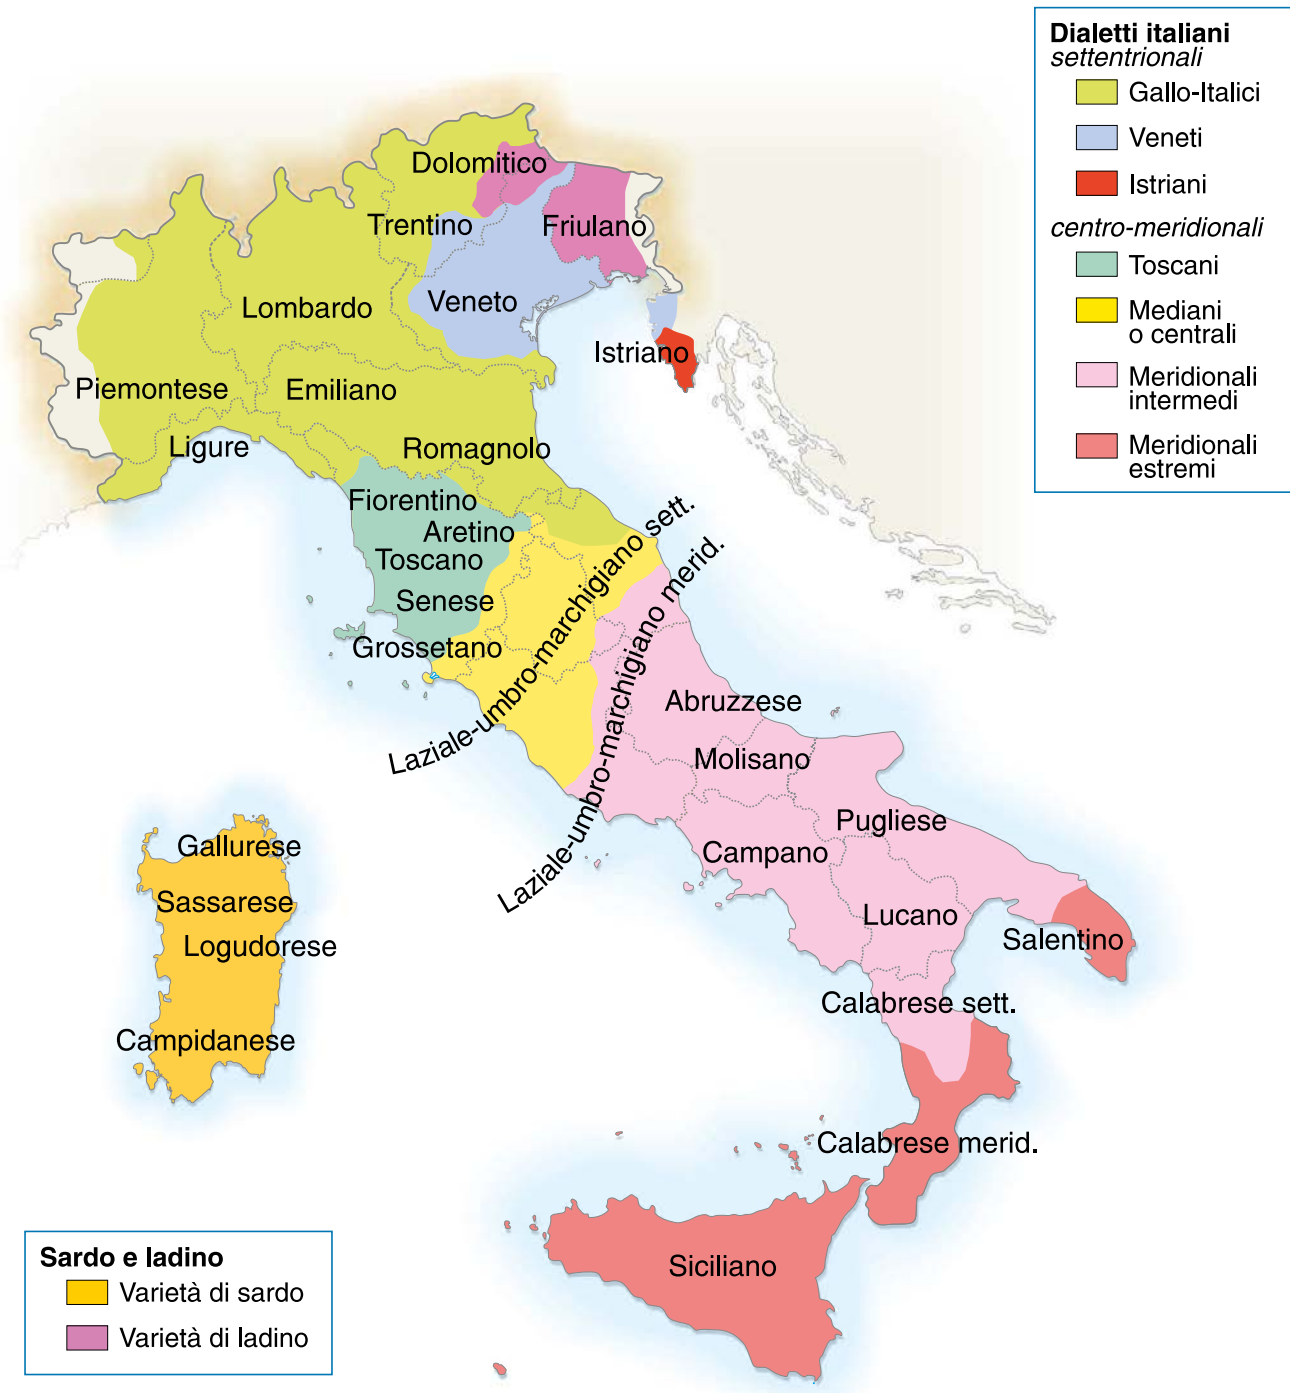 Dialetti italiani
settentrionali
Gallo-Italici
Veneti
Istriani
centro-meridionali
Toscani
Mediani
o centrali
Meridionali
intermedi
Meridionali
estremi
Dolomitico
Trentino
Friulano
Lombardo
Veneto
Istriano
Piemontese
Emiliano
Ligure
Romagnolo
Fiorentino
Aretino
Toscano
Senese
Grossetano
Laziale-umbro-marchigiano sett.
Laziale-umbro-marchigiano merid.
Abruzzese
Molisano
Pugliese
Campano
Lucano
Salentino
Calabrese sett.
Calabrese merid.
Siciliano
Gallurese
Sassarese
Logudorese
Campidanese
Sardo e ladino
Varietà di sardo
Varietà di ladino